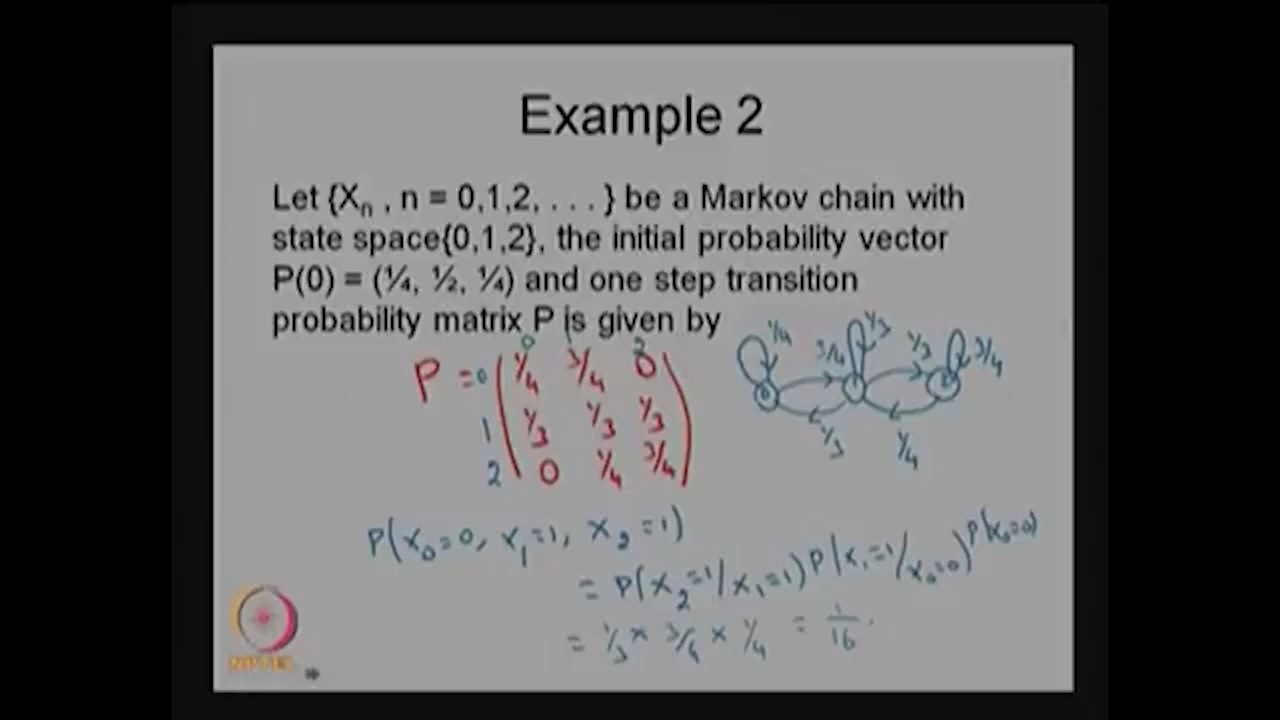 Example 2
Let {Xn , n = 0,1,2, . . . } be a Markov chain with
state space{0,1,2}, the initial probability vector
P(0) = (¼, ½, ¼) and one step transition
probability matrix P is given by
0 1 2
P = 0 ( 1/4 3/4 0
1 1/3 1/3 1/3
2 0 1/4 3/4 )
1/4 3/4 1/3 1/3 3/4
0 1 2
1/3 1/4
P(X0=0, X1=1, X2=1)
= P(X2=1/X1=1) P(X1=1/X0=0) P(X0=0)
= 1/3 × 3/4 × 1/4 = 1/16.
NPTEL